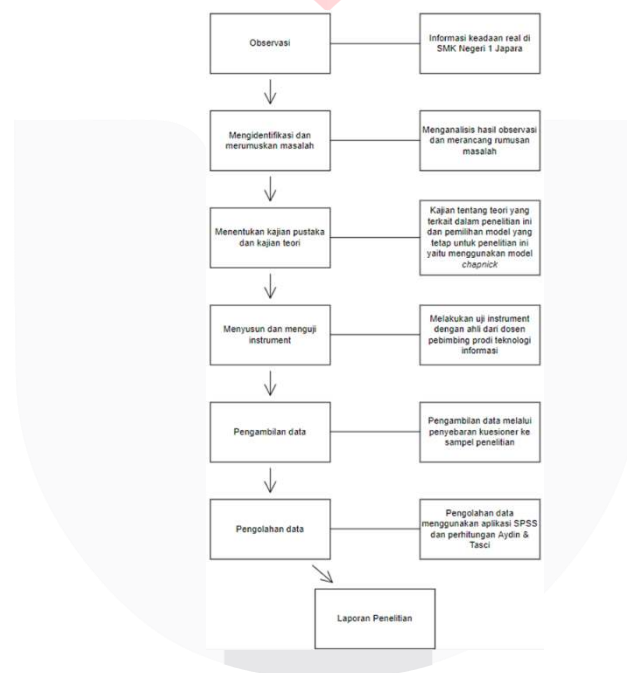 Observasi
Informasi keadaan real di
SMK Negeri 1 Japara
Mengidentifikasi dan
merumuskan masalah
Menganalisis hasil observasi
dan merancang rumusan
masalah
Menentukan kajian pustaka
dan kajian teori
Kajian tentang teori yang
terkait dalam penelitian ini
dan pemilihan model yang
tetap untuk penelitian ini
yaitu menggunakan model
chapnick
Menyusun dan menguji
instrument
Melakukan uji instrument
dengan ahli dari dosen
pebimbing prodi teknologi
informasi
Pengambilan data
Pengambilan data melalui
penyebaran kuesioner ke
sampel penelitian
Pengolahan data
Pengolahan data
menggunakan aplikasi SPSS
dan perhitungan Aydin &
Tasci
Laporan Penelitian